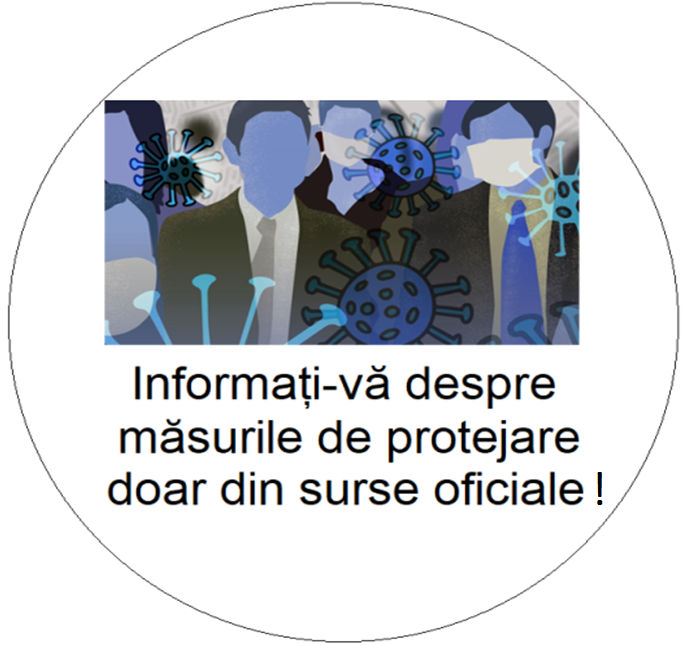 Informați-vă despre
măsurile de protejare
doar din surse oficiale!